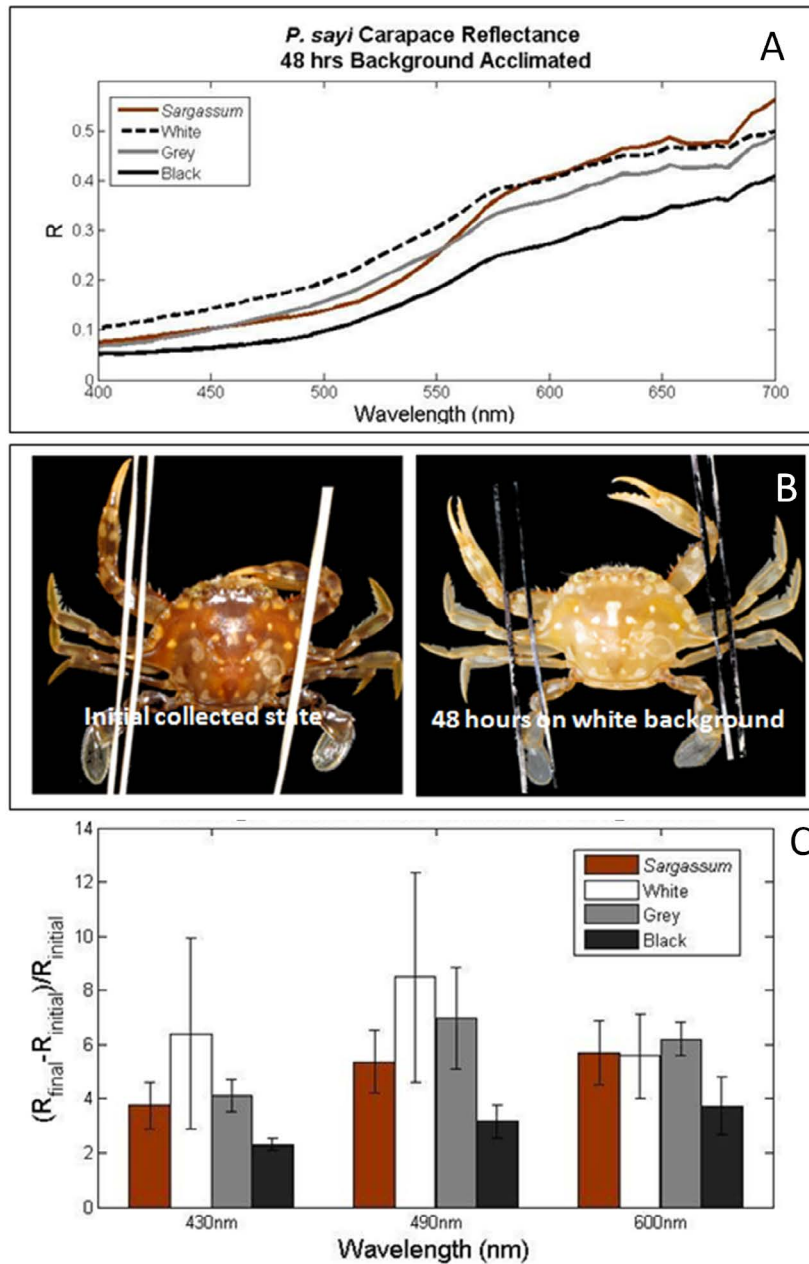 P. sayi Carapace Reflectance
48 hrs Background Acclimated
A
Sargassum
White
Grey
Black
R
0.5
0.4
0.3
0.2
0.1
0
400
450
500
550
600
650
700
Wavelength (nm)
B
Initial collected state
48 hours on white background
C
Sargassum
White
Grey
Black
(Rfinal-Rinitial)/Rinitial
14
12
10
8
6
4
2
0
430nm
490nm
600nm
Wavelength (nm)